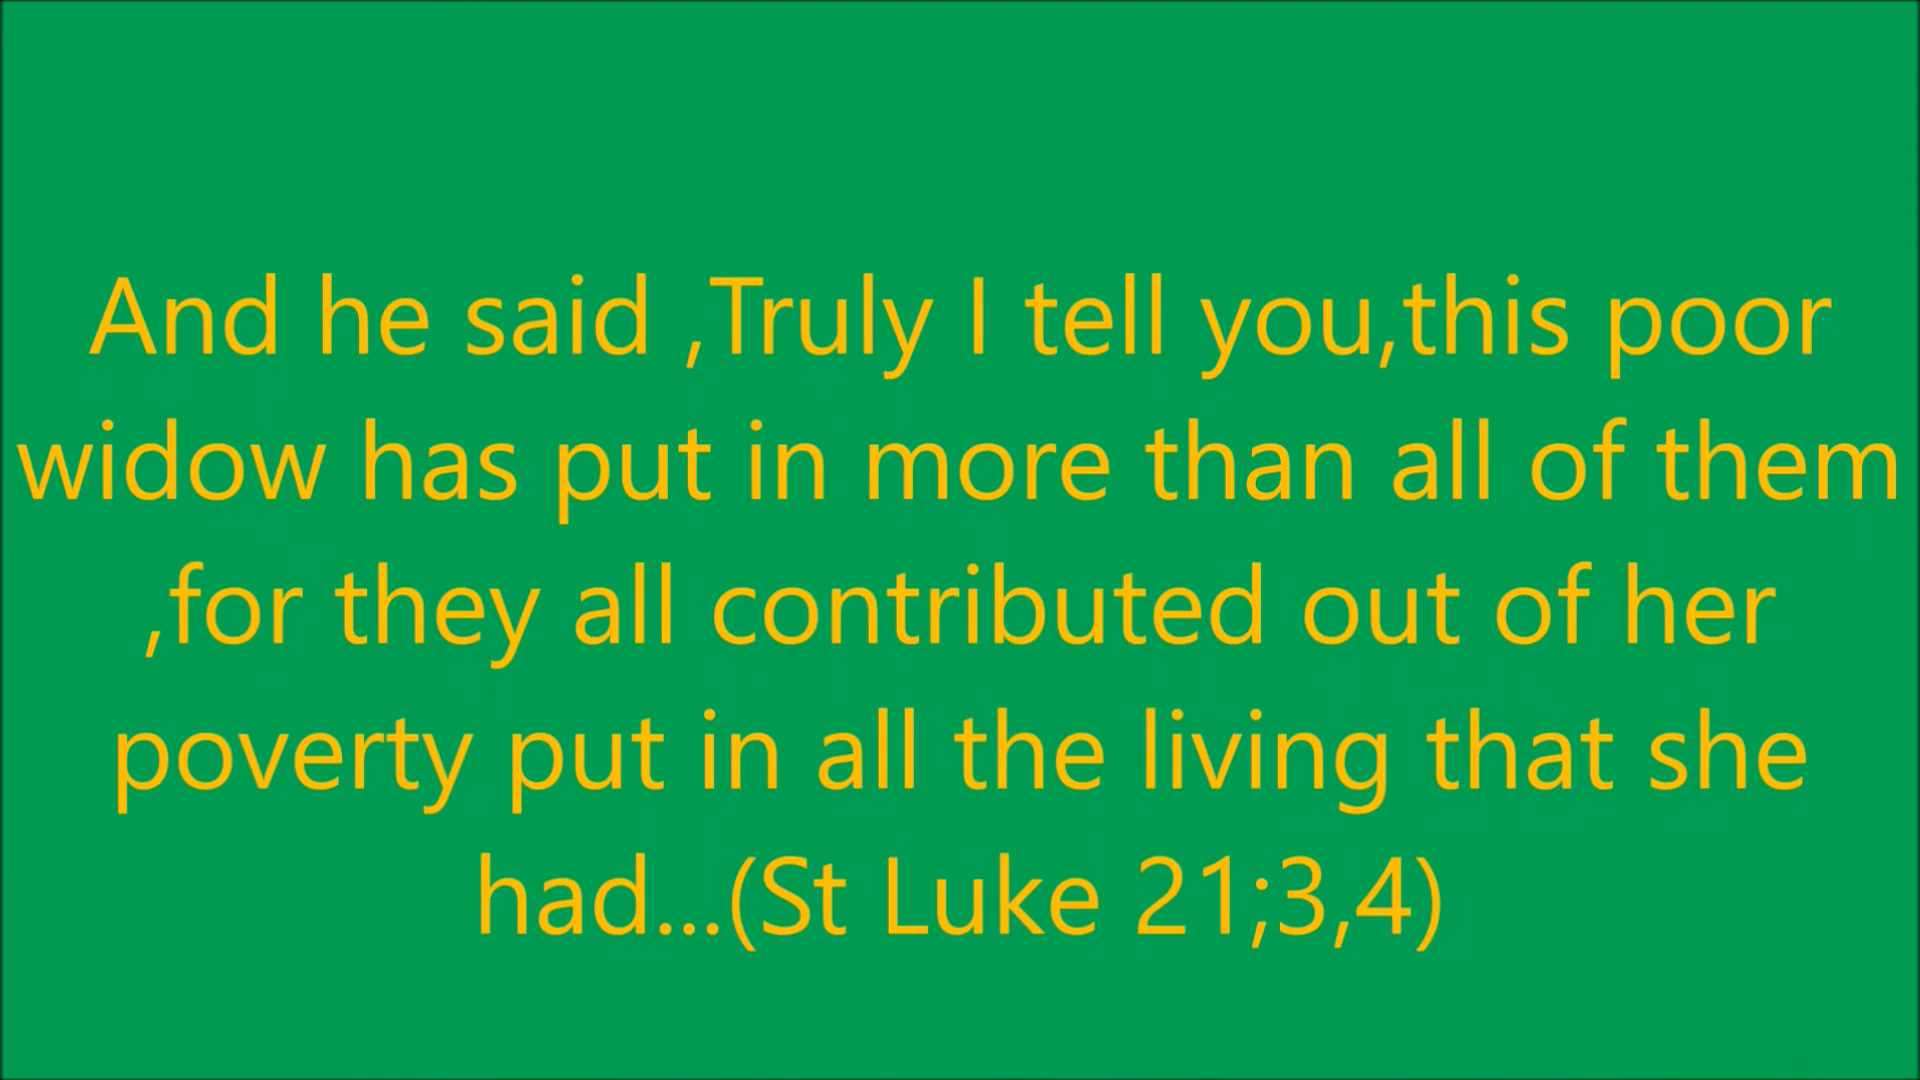 And he said ,Truly I tell you,this poor
widow has put in more than all of them
,for they all contributed out of her
poverty put in all the living that she
had...(St Luke 21;3,4)